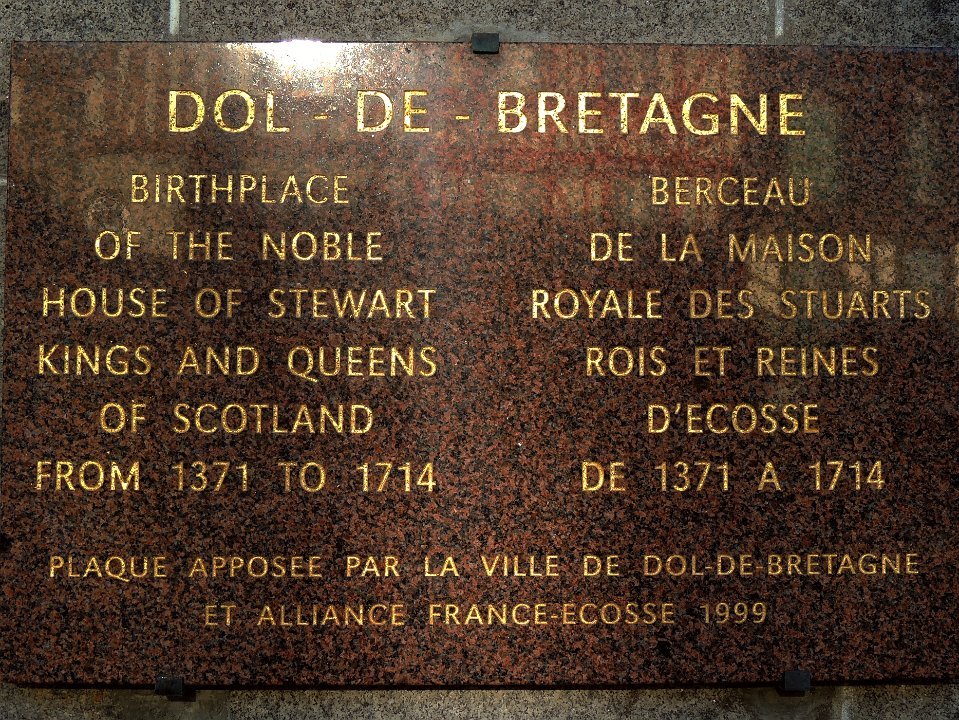 DOL - DE - BRETAGNE
BIRTHPLACE
OF THE NOBLE
HOUSE OF STEWART
KINGS AND QUEENS
OF SCOTLAND
FROM 1371 TO 1714
BERCEAU
DE LA MAISON
ROYALE DES STUARTS
ROIS ET REINES
D'ECOSSE
DE 1371 A 1714
PLAQUE APPOSEE PAR LA VILLE DE DOL-DE-BRETAGNE
ET ALLIANCE FRANCE-ECOSSE 1999